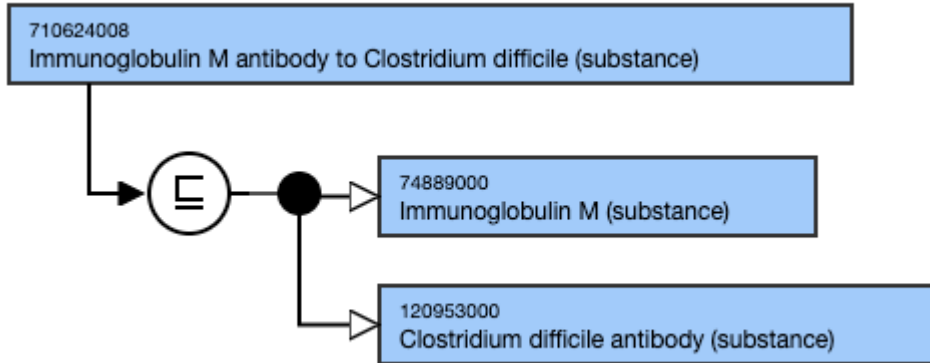 710624008
Immunoglobulin M antibody to Clostridium difficile (substance)
⊑
74889000
Immunoglobulin M (substance)
120953000
Clostridium difficile antibody (substance)